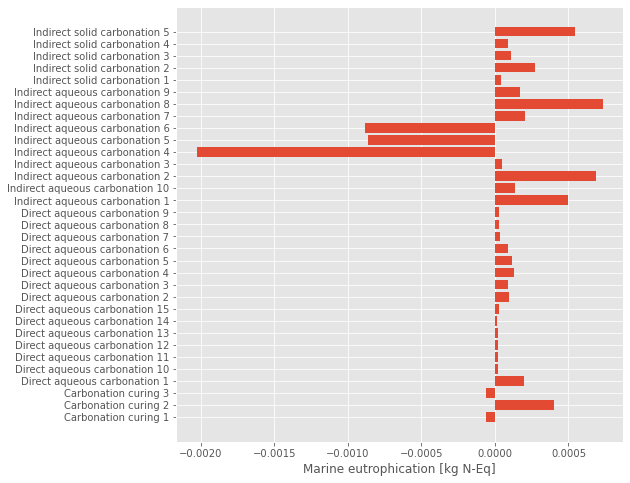 Indirect solid carbonation 5
Indirect solid carbonation 4
Indirect solid carbonation 3
Indirect solid carbonation 2
Indirect solid carbonation 1
Indirect aqueous carbonation 9
Indirect aqueous carbonation 8
Indirect aqueous carbonation 7
Indirect aqueous carbonation 6
Indirect aqueous carbonation 5
Indirect aqueous carbonation 4
Indirect aqueous carbonation 3
Indirect aqueous carbonation 2
Indirect aqueous carbonation 10
Indirect aqueous carbonation 1
Direct aqueous carbonation 9
Direct aqueous carbonation 8
Direct aqueous carbonation 7
Direct aqueous carbonation 6
Direct aqueous carbonation 5
Direct aqueous carbonation 4
Direct aqueous carbonation 3
Direct aqueous carbonation 2
Direct aqueous carbonation 15
Direct aqueous carbonation 14
Direct aqueous carbonation 13
Direct aqueous carbonation 12
Direct aqueous carbonation 11
Direct aqueous carbonation 10
Direct aqueous carbonation 1
Carbonation curing 3
Carbonation curing 2
Carbonation curing 1
−0.0020 −0.0015 −0.0010 −0.0005 0.0000 0.0005
Marine eutrophication [kg N-Eq]